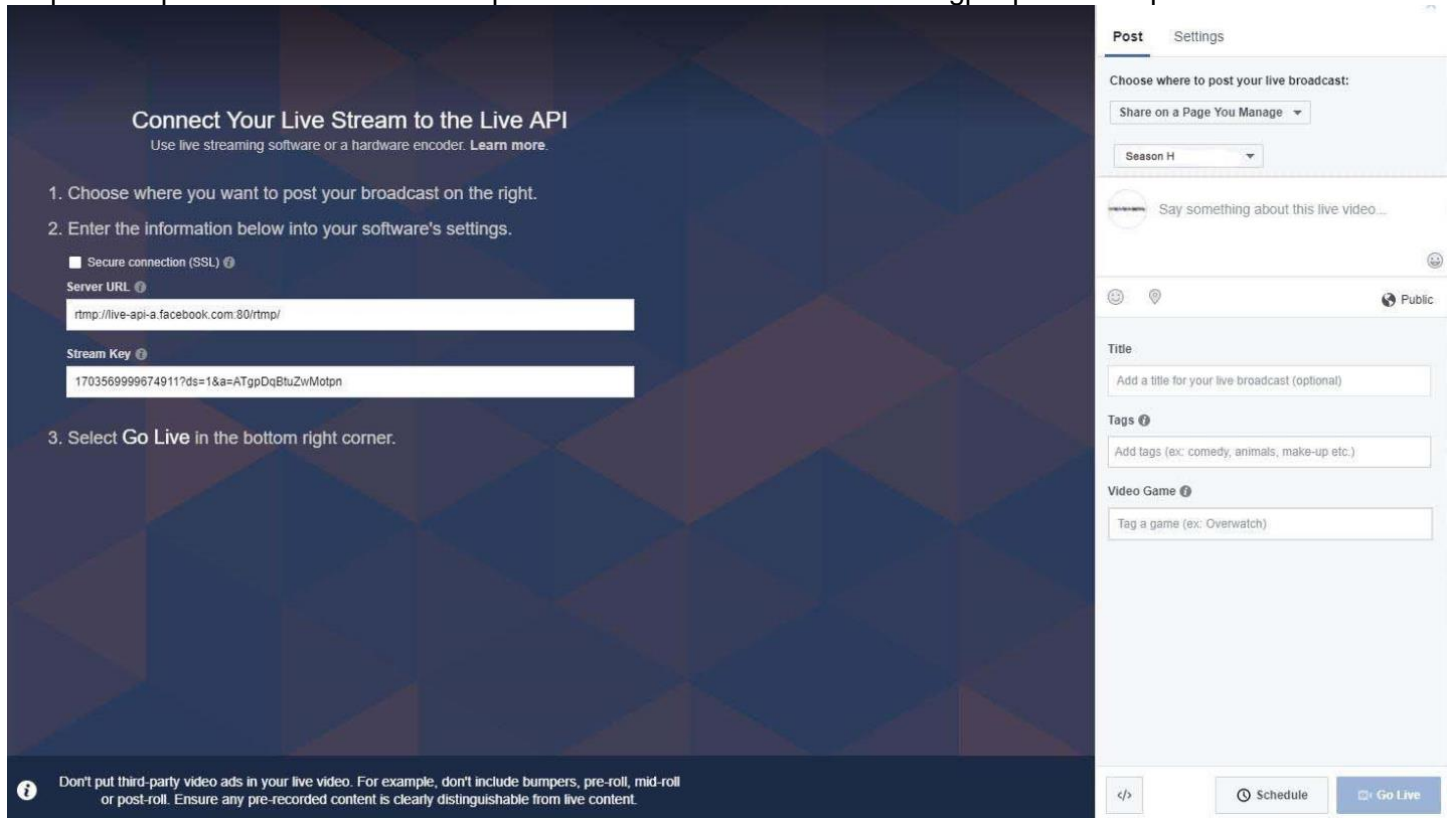 Connect Your Live Stream to the Live API
Use live streaming software or a hardware encoder. Learn more.
1. Choose where you want to post your broadcast on the right.
2. Enter the information below into your software's settings.
Secure connection (SSL)
Server URL
rtmp://live-api-a.facebook.com:80/rtmp/
Stream Key
1703569999674911?ds=1&a=ATgpDqBtuZwMotpn
3. Select Go Live in the bottom right corner.
Don't put third-party video ads in your live video. For example, don't include bumpers, pre-roll, mid-roll
or post-roll. Ensure any pre-recorded content is clearly distinguishable from live content.
Post Settings
Choose where to post your live broadcast:
Share on a Page You Manage
Season H
Say something about this live video...
Public
Title
Add a title for your live broadcast (optional)
Tags
Add tags (ex: comedy, animals, make-up etc.)
Video Game
Tag a game (ex: Overwatch)
</> Schedule Go Live